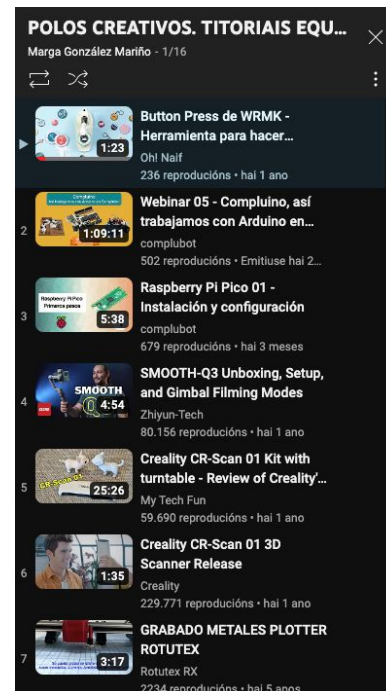 POLOS CREATIVOS. TITORIAIS EQU...
Marga González Mariño - 1/16
1:23
Button Press de WRMK -
Herramienta para hacer...
Oh! Naif
236 reproducións • hai 1 ano
2
1:09:11
Webinar 05 - Compluino, así
trabajamos con Arduino en...
complubot
502 reproducións • Emitiuse hai 2...
3
Raspberry Pi Pico
Primeros pasos
5:38
Raspberry Pi Pico 01 -
Instalación y configuración
complubot
679 reproducións • hai 3 meses
4
SMOOTH
4:54
SMOOTH-Q3 Unboxing, Setup,
and Gimbal Filming Modes
Zhiyun-Tech
80.156 reproducións • hai 1 ano
5
CR-Scan 01
25:26
Creality CR-Scan 01 Kit with
turntable - Review of Creality'...
My Tech Fun
59.690 reproducións • hai 1 ano
6
1:35
Creality CR-Scan 01 3D
Scanner Release
Creality
229.771 reproducións • hai 1 ano
7
3:17
GRABADO METALES PLOTTER
ROTUTEX
Rotutex RX
2234 reproducións • hai 5 anos